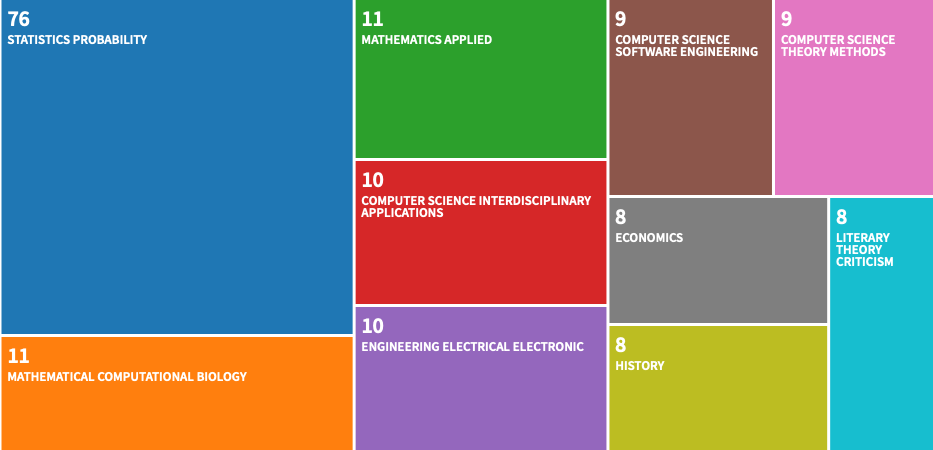 76
STATISTICS PROBABILITY
11
MATHEMATICAL COMPUTATIONAL BIOLOGY
11
MATHEMATICS APPLIED
10
COMPUTER SCIENCE INTERDISCIPLINARY
APPLICATIONS
10
ENGINEERING ELECTRICAL ELECTRONIC
9
COMPUTER SCIENCE
SOFTWARE ENGINEERING
9
COMPUTER SCIENCE
THEORY METHODS
8
ECONOMICS
8
HISTORY
8
LITERARY
THEORY
CRITICISM